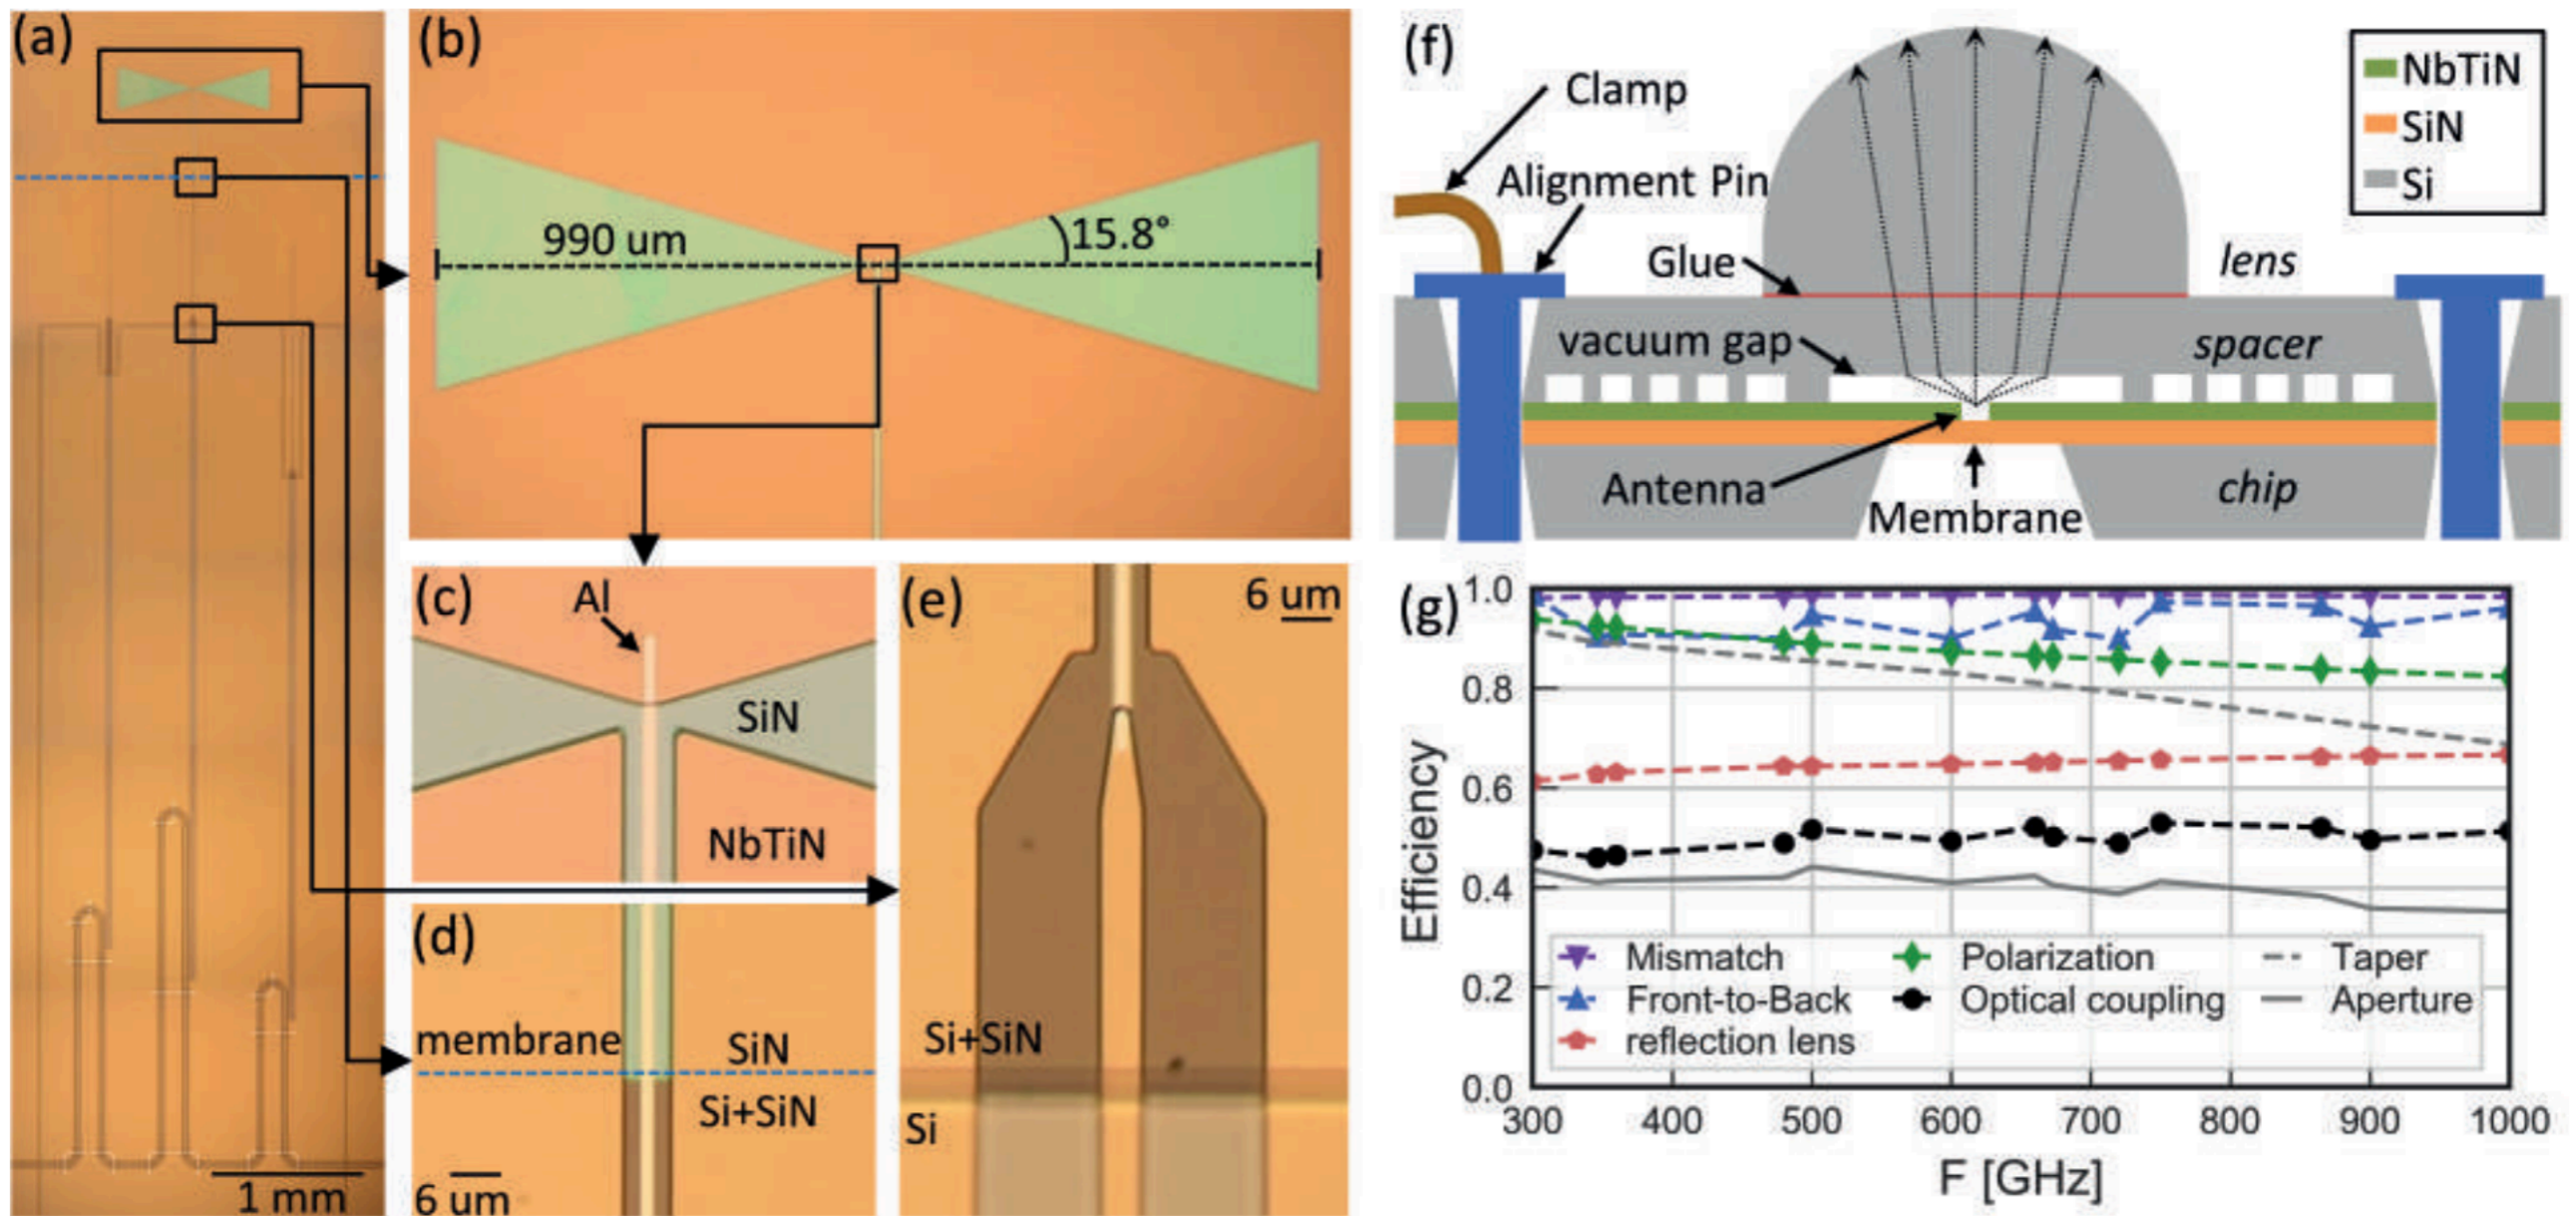 (a)
1 mm
(b)
990 um
15.8°
(c)
Al
SiN
NbTiN
(d)
membrane
SiN
Si+SiN
6 um
(e)
6 um
Si+SiN
Si
(f)
Clamp
Alignment Pin
Glue
lens
vacuum gap
spacer
Antenna
Membrane
chip
NbTiN
SiN
Si
(g)
Efficiency
1.0
0.8
0.6
0.4
0.2
0.0
Mismatch
Polarization
Taper
Front-to-Back
Optical coupling
Aperture
reflection lens
300
400
500
600
700
800
900
1000
F [GHz]